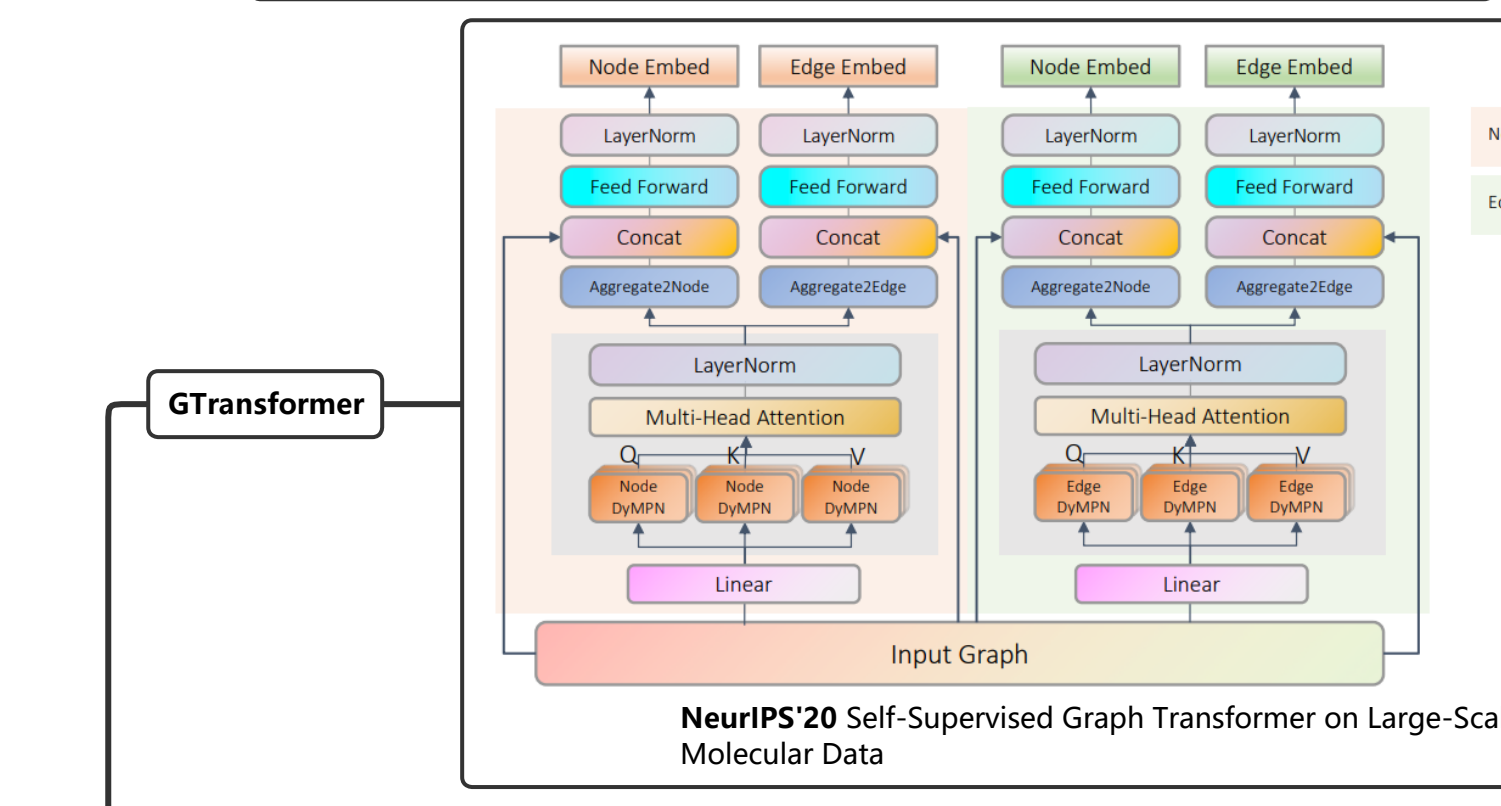 Node Embed Edge Embed Node Embed Edge Embed
LayerNorm LayerNorm LayerNorm LayerNorm
Feed Forward Feed Forward Feed Forward Feed Forward
Concat Concat Concat Concat
Aggregate2Node Aggregate2Edge Aggregate2Node Aggregate2Edge
LayerNorm LayerNorm
GTransformer
Multi-Head Attention Multi-Head Attention
Q K V Q K V
Node Node Node Edge Edge Edge
DyMPN DyMPN DyMPN DyMPN DyMPN DyMPN
Linear Linear
Input Graph
NeurIPS'20 Self-Supervised Graph Transformer on Large-Sca
Molecular Data